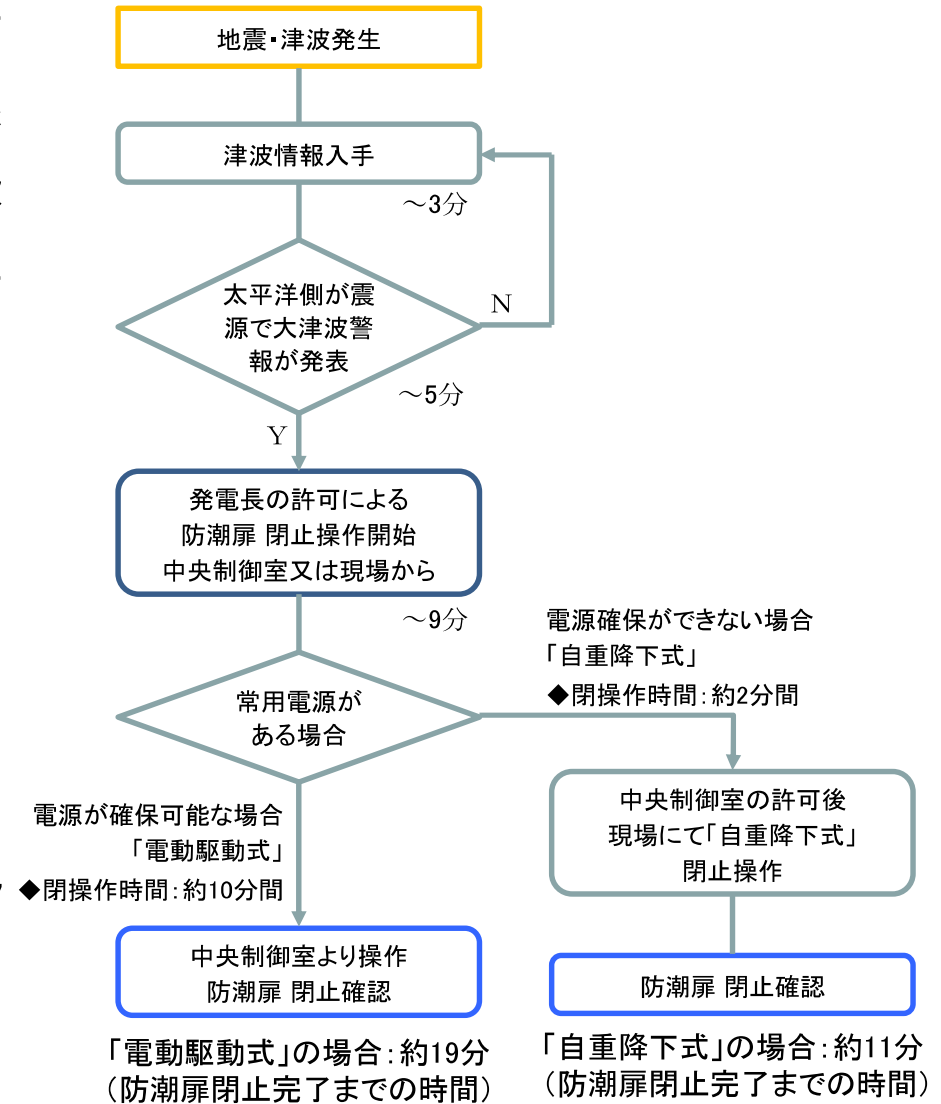 地震・津波発生
津波情報入手
～3分
太平洋側が震
源で大津波警
報が発表
N
～5分
Y
発電長の許可による
防潮扉 閉止操作開始
中央制御室又は現場から
～9分
電源確保ができない場合
「自重降下式」
◆閉操作時間：約2分間
常用電源が
ある場合
電源が確保可能な場合
「電動駆動式」
◆閉操作時間：約10分間
中央制御室の許可後
現場にて「自重降下式」
閉止操作
中央制御室より操作
防潮扉 閉止確認
防潮扉 閉止確認
「電動駆動式」の場合：約19分
（防潮扉閉止完了までの時間）
「自重降下式」の場合：約11分
（防潮扉閉止完了までの時間）